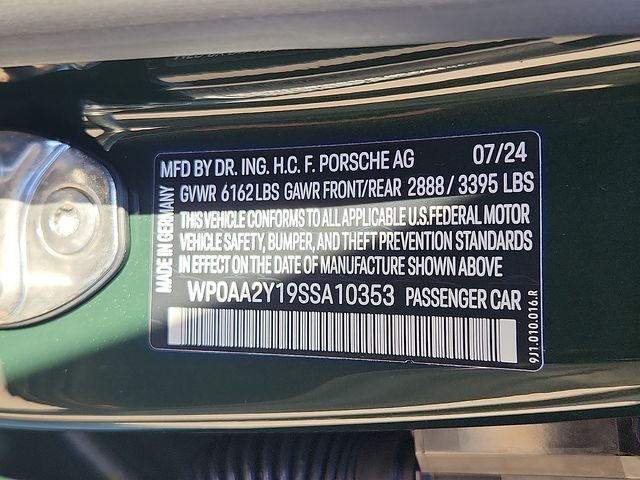 MFD BY DR. ING. H.C. F. PORSCHE AG 07/24
GVWR 6162 LBS GAWR FRONT/REAR 2888 / 3395 LBS
THIS VEHICLE CONFORMS TO ALL APPLICABLE U.S. FEDERAL MOTOR
VEHICLE SAFETY, BUMPER, AND THEFT PREVENTION STANDARDS
IN EFFECT ON THE DATE OF MANUFACTURE SHOWN ABOVE
WP0AA2Y19SSA10353 PASSENGER CAR
MADE IN GERMANY
9J1.010.016.R